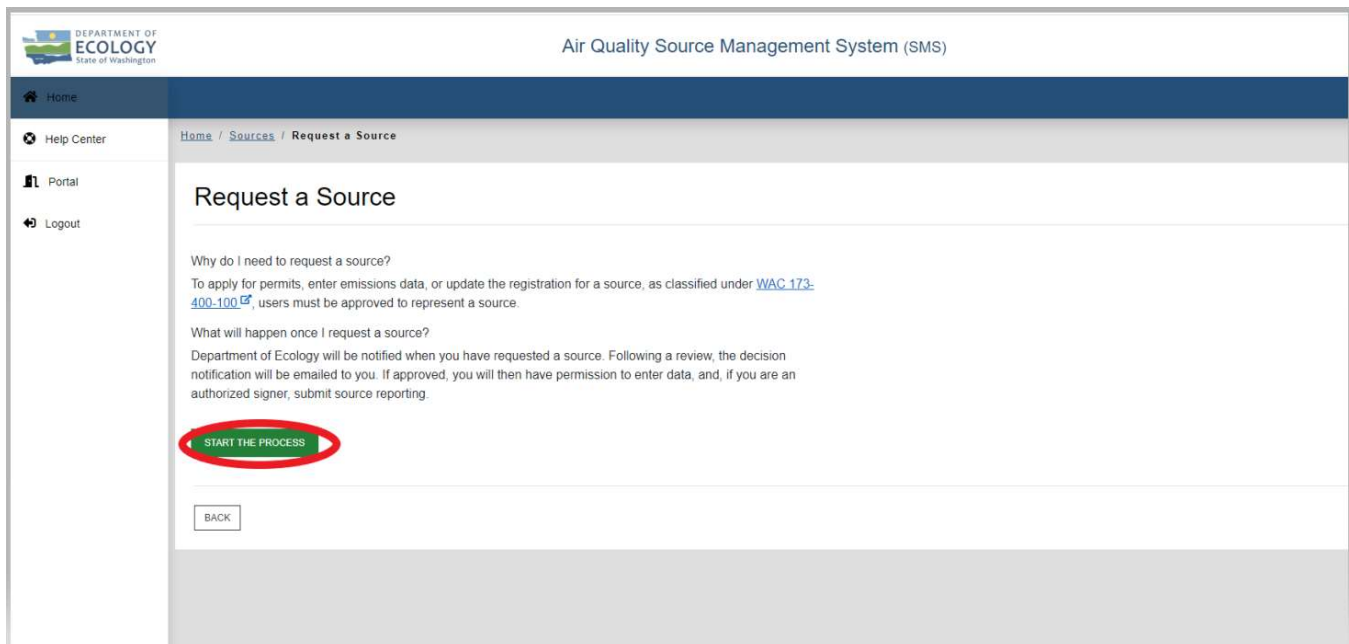 DEPARTMENT OF
ECOLOGY
State of Washington
Air Quality Source Management System (SMS)
Home
Help Center
Portal
Logout
Home / Sources / Request a Source
Request a Source
Why do I need to request a source?
To apply for permits, enter emissions data, or update the registration for a source, as classified under WAC 173-
400-100, users must be approved to represent a source.
What will happen once I request a source?
Department of Ecology will be notified when you have requested a source. Following a review, the decision
notification will be emailed to you. If approved, you will then have permission to enter data, and, if you are an
authorized signer, submit source reporting.
START THE PROCESS
BACK